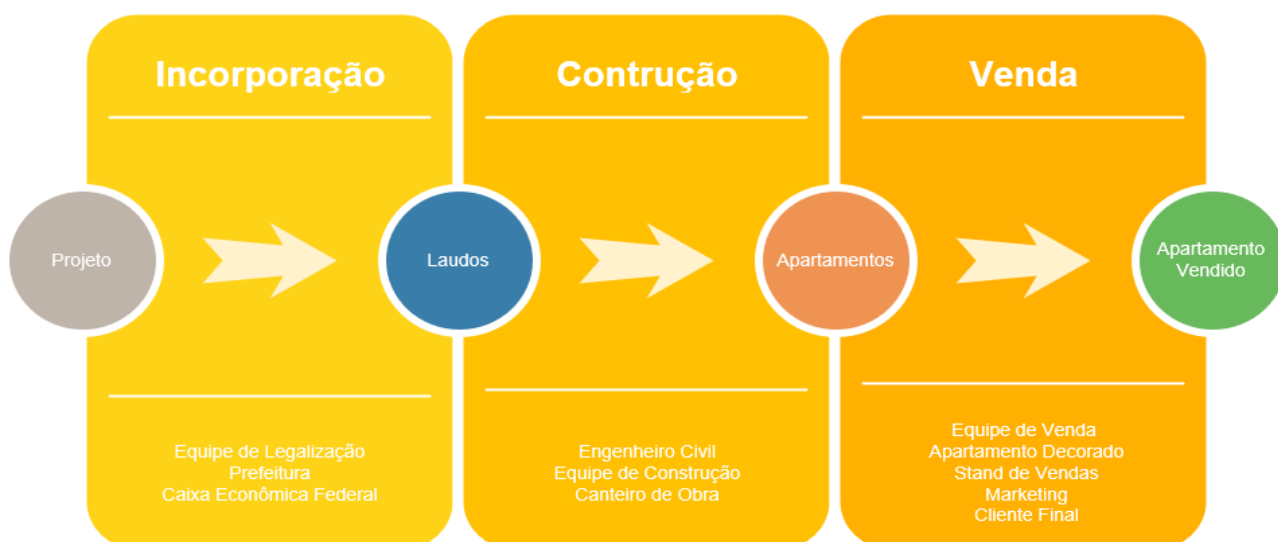 Incorporação
Contrução
Venda
Projeto
Laudos
Apartamentos
Apartamento
Vendido
Equipe de Legalização
Prefeitura
Caixa Econômica Federal
Engenheiro Civil
Equipe de Construção
Canteiro de Obra
Equipe de Venda
Apartamento Decorado
Stand de Vendas
Marketing
Cliente Final